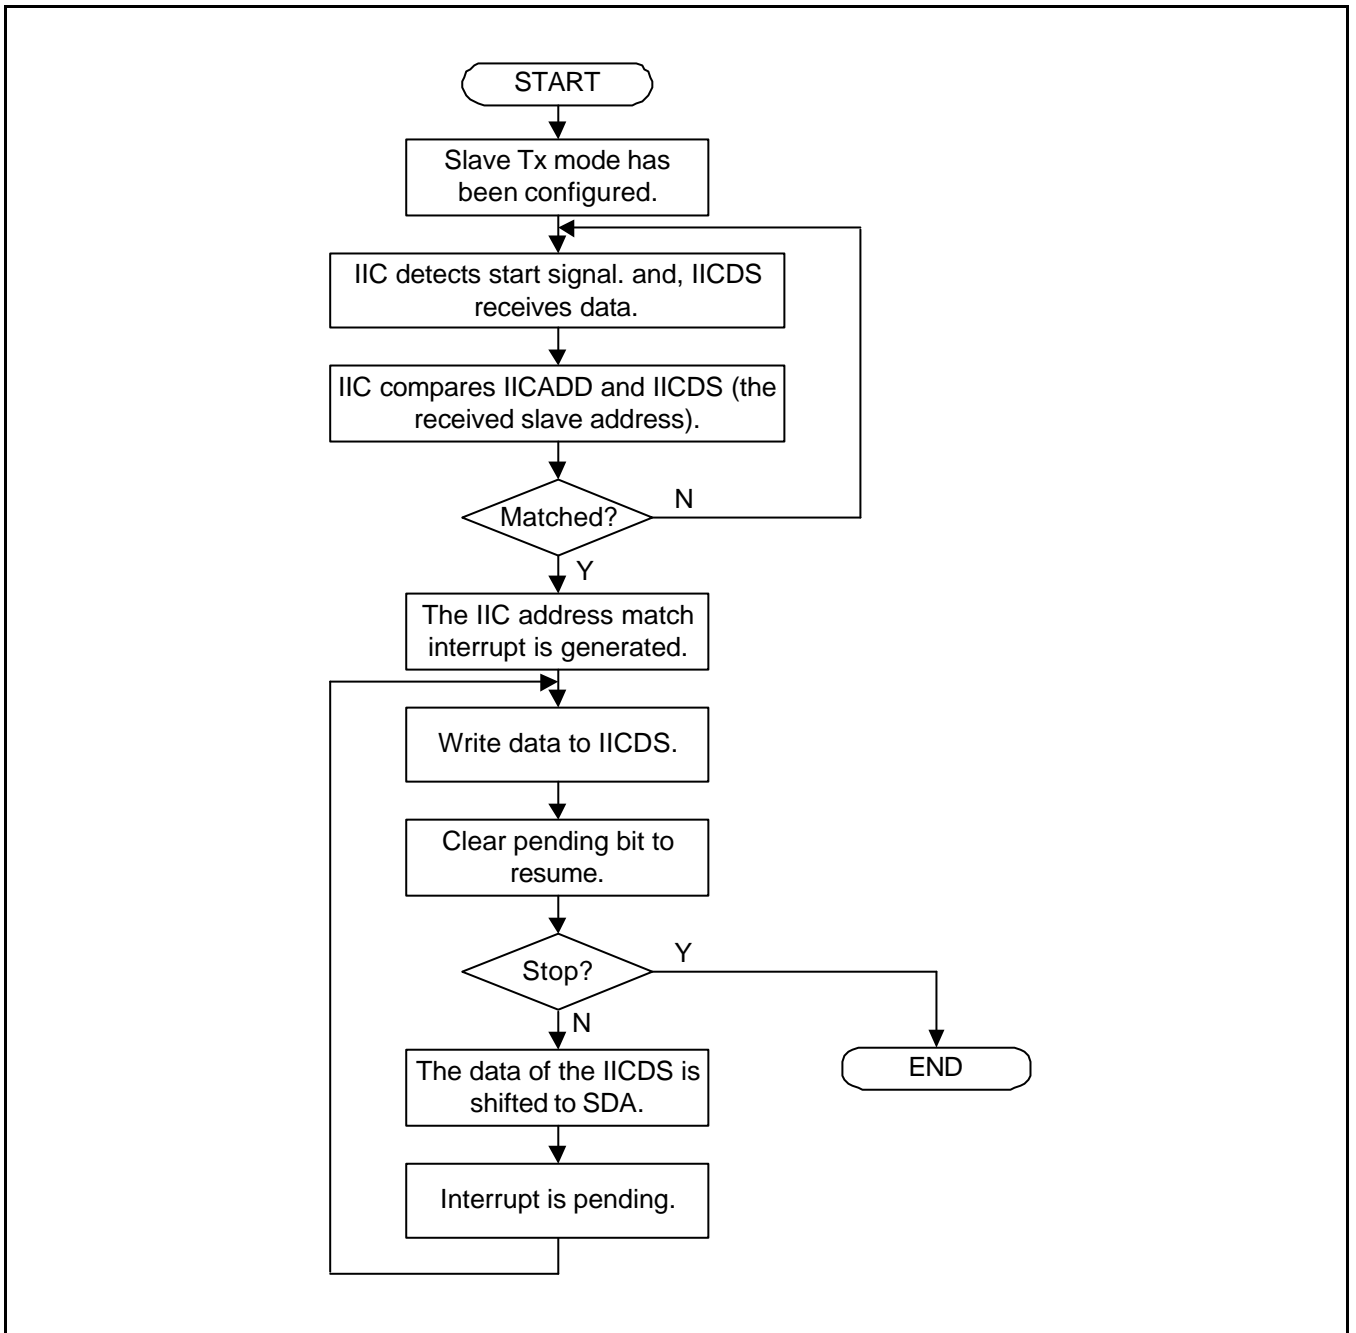 START
Slave Tx mode has
been configured.
IIC detects start signal. and, IICDS
receives data.
IIC compares IICADD and IICDS (the
received slave address).
Matched?
N
Y
The IIC address match
interrupt is generated.
Write data to IICDS.
Clear pending bit to
resume.
Stop?
Y
N
The data of the IICDS is
shifted to SDA.
END
Interrupt is pending.